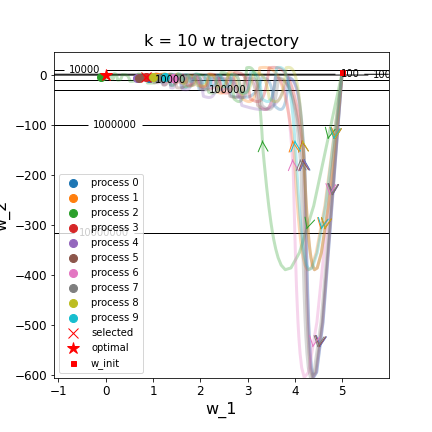 k = 10 w trajectory
10000
100
100
10000
100000
1000000
10000000
0
−100
−200
−300
−400
−500
−600
w_2
process 0
process 1
process 2
process 3
process 4
process 5
process 6
process 7
process 8
process 9
selected
optimal
w_init
−1 0 1 2 3 4 5
w_1